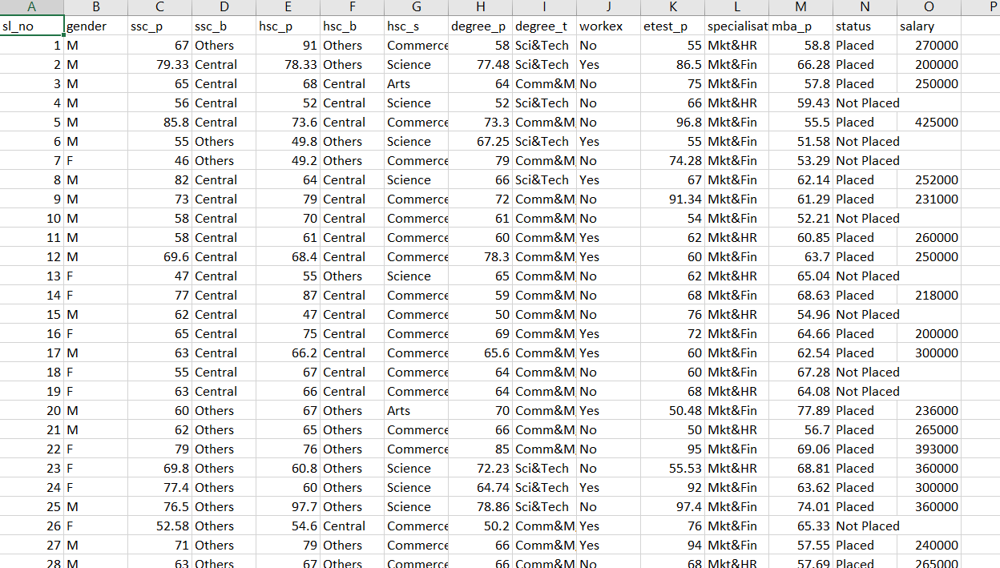 A B C D E F G H I J K L M N O P
sl_no gender ssc_p ssc_b hsc_p hsc_b hsc_s degree_p degree_t workex etest_p specialisat mba_p status salary
1 M 67 Others 91 Others Commerce 58 Sci&Tech No 55 Mkt&HR 58.8 Placed 270000
2 M 79.33 Central 78.33 Others Science 77.48 Sci&Tech Yes 86.5 Mkt&Fin 66.28 Placed 200000
3 M 65 Central 68 Central Arts 64 Comm&M No 75 Mkt&Fin 57.8 Placed 250000
4 M 56 Central 52 Central Science 52 Sci&Tech No 66 Mkt&HR 59.43 Not Placed
5 M 85.8 Central 73.6 Central Commerce 73.3 Comm&M No 96.8 Mkt&Fin 55.5 Placed 425000
6 M 55 Others 49.8 Others Science 67.25 Sci&Tech Yes 55 Mkt&Fin 51.58 Not Placed
7 F 46 Others 49.2 Others Commerce 79 Comm&M No 74.28 Mkt&Fin 53.29 Not Placed
8 M 82 Central 64 Central Science 66 Sci&Tech Yes 67 Mkt&Fin 62.14 Placed 252000
9 M 73 Central 79 Central Commerce 72 Comm&M No 91.34 Mkt&Fin 61.29 Placed 231000
10 M 58 Central 70 Central Commerce 61 Comm&M No 54 Mkt&Fin 52.21 Not Placed
11 M 58 Central 61 Central Commerce 60 Comm&M Yes 62 Mkt&HR 60.85 Placed 260000
12 M 69.6 Central 68.4 Central Commerce 78.3 Comm&M Yes 60 Mkt&Fin 63.7 Placed 250000
13 F 47 Central 55 Others Science 65 Comm&M No 62 Mkt&HR 65.04 Not Placed
14 F 77 Central 87 Central Commerce 59 Comm&M No 68 Mkt&Fin 68.63 Placed 218000
15 M 62 Central 47 Central Commerce 50 Comm&M No 76 Mkt&HR 54.96 Not Placed
16 F 65 Central 75 Central Commerce 69 Comm&M Yes 72 Mkt&Fin 64.66 Placed 200000
17 M 63 Central 66.2 Central Commerce 65.6 Comm&M Yes 60 Mkt&Fin 62.54 Placed 300000
18 F 55 Central 67 Central Commerce 64 Comm&M No 60 Mkt&Fin 67.28 Not Placed
19 F 63 Central 66 Central Commerce 64 Comm&M No 68 Mkt&HR 64.08 Not Placed
20 M 60 Others 67 Others Arts 70 Comm&M Yes 50.48 Mkt&Fin 77.89 Placed 236000
21 M 62 Others 65 Others Commerce 66 Comm&M No 50 Mkt&HR 56.7 Placed 265000
22 F 79 Others 76 Others Commerce 85 Comm&M No 95 Mkt&Fin 69.06 Placed 393000
23 F 69.8 Others 60.8 Others Science 72.23 Sci&Tech No 55.53 Mkt&HR 68.81 Placed 360000
24 F 77.4 Others 60 Others Science 64.74 Sci&Tech Yes 92 Mkt&Fin 63.62 Placed 300000
25 M 76.5 Others 97.7 Others Science 78.86 Sci&Tech No 97.4 Mkt&Fin 74.01 Placed 360000
26 F 52.58 Others 54.6 Central Commerce 50.2 Comm&M Yes 76 Mkt&Fin 65.33 Not Placed
27 M 71 Others 79 Others Commerce 66 Comm&M Yes 94 Mkt&Fin 57.55 Placed 240000
28 M 63 Others 67 Others Commerce 66 Comm&M No 68 Mkt&HR 57.69 Placed 265000